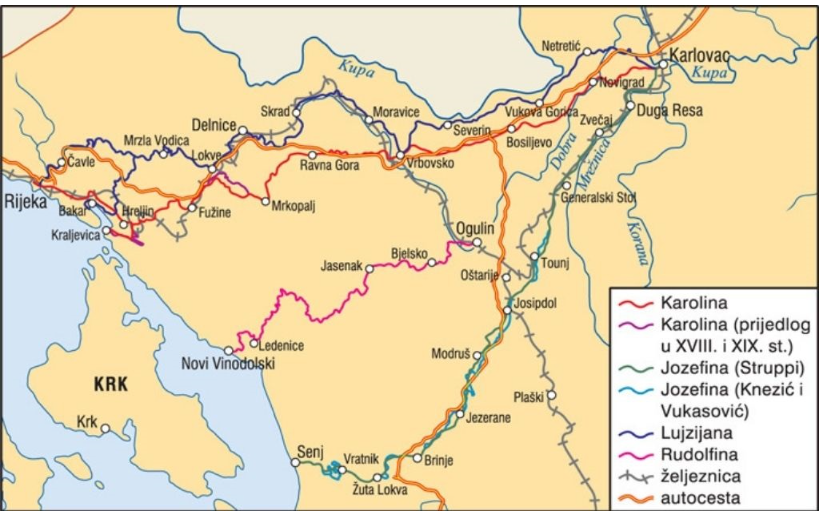 Netretić
Karlovac
Kupa
Kupa
Novigrad
Skrad
Moravice
Vukova Gorica
Duga Resa
Delnice
Severin
Zvečaj
Mrzla Vodica
Bosiljevo
Dobra
Čavle
Lokve
Ravna Gora
Vrbovsko
Mrežnica
Rijeka
Generalski Stol
Bakar
Hreljin
Fužine
Mrkopalj
Kraljevica
Ogulin
Korana
Bjelsko
Jasenak
Tounj
Oštarije
Josipdol
Ledenice
Novi Vinodolski
Modruš
KRK
Plaški
Krk
Jezerane
Senj
Vratnik
Brinje
Žuta Lokva
Karolina
Karolina (prijedlog
u XVIII. i XIX. st.)
Jozefina (Struppi)
Jozefina (Knezić i
Vukasović)
Lujzijana
Rudolfina
željeznica
autocesta